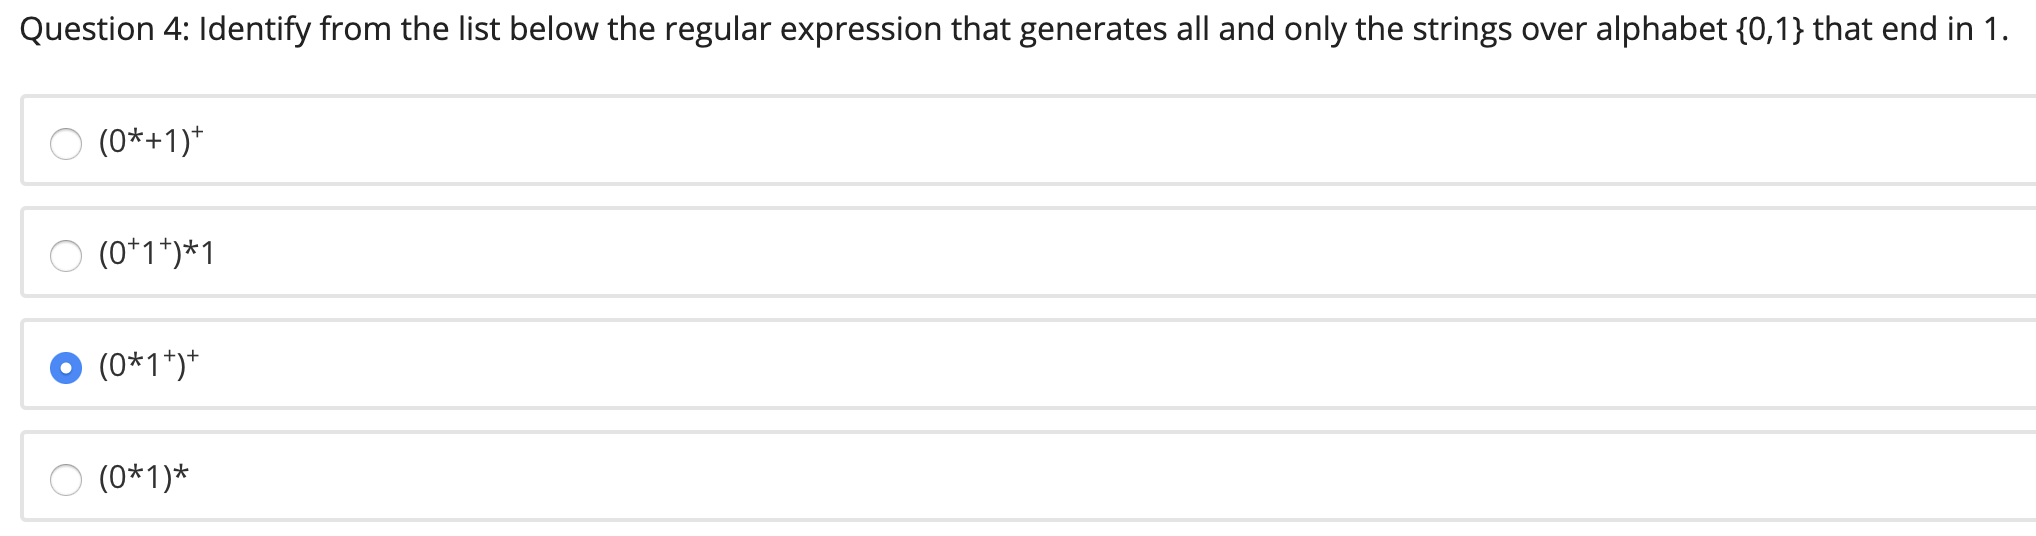 Question 4: Identify from the list below the regular expression that generates all and only the strings over alphabet {0,1} that end in 1.
(0*+1)⁺
(0⁺1⁺)*1
(0*1⁺)⁺
(0*1)*